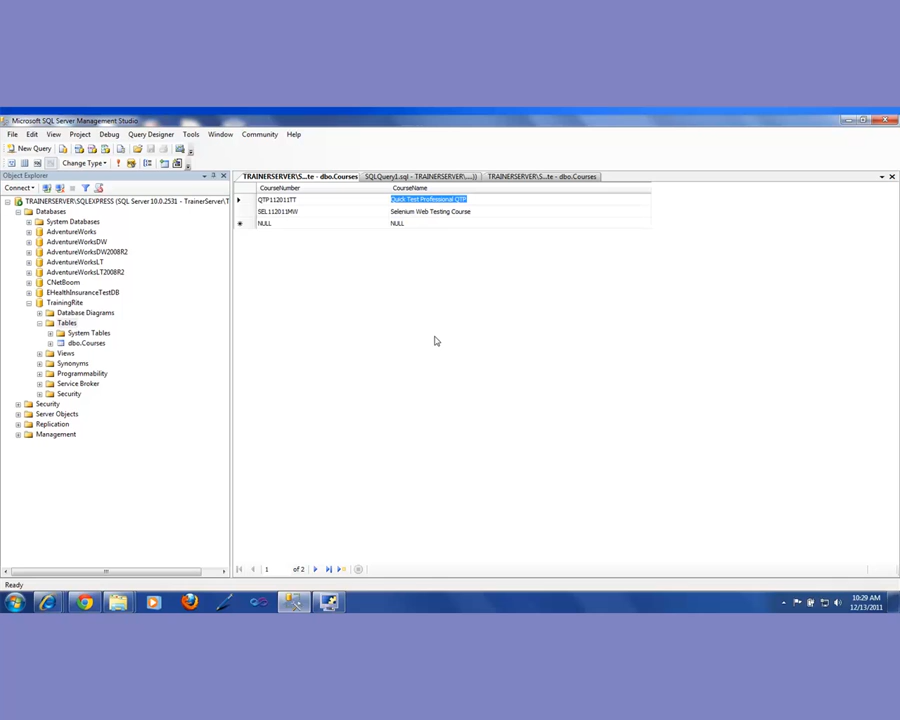 Microsoft SQL Server Management Studio
File Edit View Project Debug Query Designer Tools Window Community Help
New Query
Change Type
Object Explorer
TRAINERSERVER\S...te - dbo.Courses SQLQuery1.sql - TRAINERSERVER\....)) TRAINERSERVER\S...te - dbo.Courses
Connect
TRAINERSERVER\SQLEXPRESS (SQL Server 10.0.2531 - TrainerServer\T
Databases
System Databases
AdventureWorks
AdventureWorksDW
AdventureWorksDW2008R2
AdventureWorksLT
AdventureWorksLT2008R2
CNetBoom
EHealthInsuranceTestDB
TrainingRite
Database Diagrams
Tables
System Tables
dbo.Courses
Views
Synonyms
Programmability
Service Broker
Security
Security
Server Objects
Replication
Management
CourseNumber CourseName
QTP112011TT Quick Test Professional QTP
SEL112011MW Selenium Web Testing Course
NULL NULL
1 of 2
Ready
10:29 AM
12/13/2011